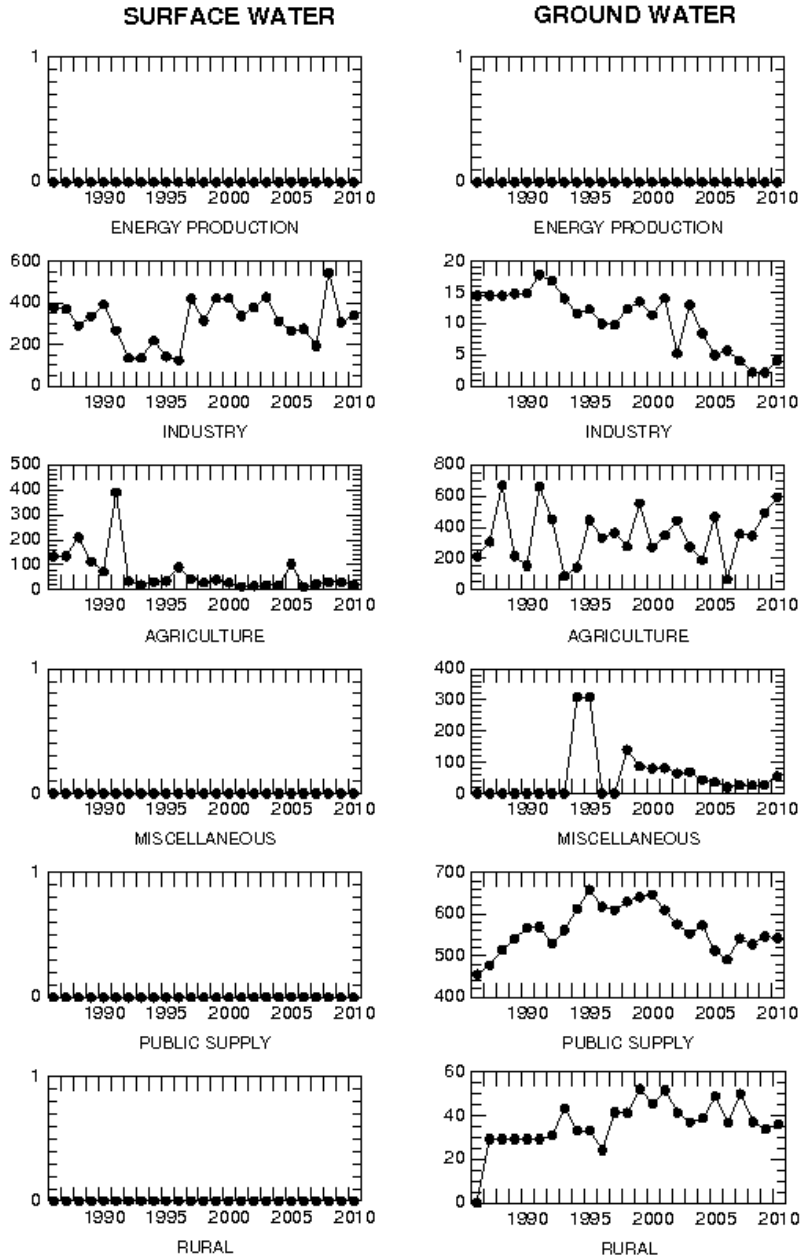 SURFACE WATER
GROUND WATER
1
0
1990 1995 2000 2005 2010
ENERGY PRODUCTION
1
0
1990 1995 2000 2005 2010
ENERGY PRODUCTION
600
400
200
0
1990 1995 2000 2005 2010
INDUSTRY
20
15
10
5
0
1990 1995 2000 2005 2010
INDUSTRY
500
400
300
200
100
0
1990 1995 2000 2005 2010
AGRICULTURE
800
600
400
200
0
1990 1995 2000 2005 2010
AGRICULTURE
1
0
1990 1995 2000 2005 2010
MISCELLANEOUS
400
300
200
100
0
1990 1995 2000 2005 2010
MISCELLANEOUS
1
0
1990 1995 2000 2005 2010
PUBLIC SUPPLY
700
600
500
400
1990 1995 2000 2005 2010
PUBLIC SUPPLY
1
0
1990 1995 2000 2005 2010
RURAL
60
40
20
0
1990 1995 2000 2005 2010
RURAL